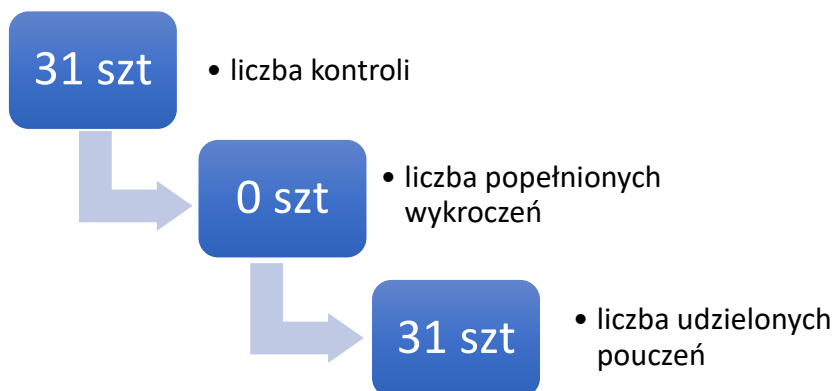 31 szt
• liczba kontroli
0 szt
• liczba popełnionych
wykroczeń
31 szt
• liczba udzielonych
pouczeń